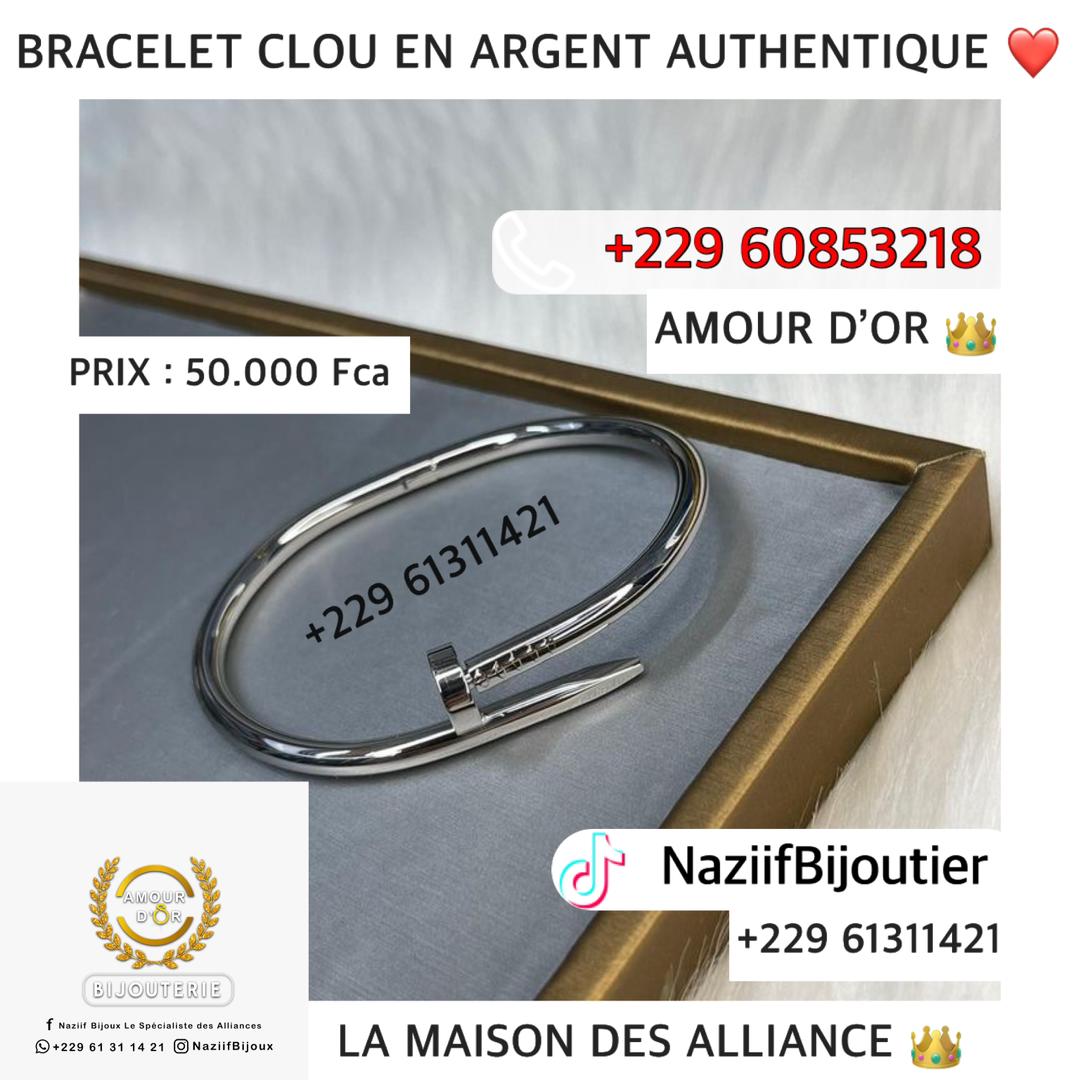 BRACELET CLOU EN ARGENT AUTHENTIQUE ❤️
+229 60853218
AMOUR D'OR 👑
PRIX : 50.000 Fca
+229 61311421
NaziifBijoutier
+229 61311421
AMOUR
D'OR
BIJOUTERIE
Naziif Bijoux Le Spécialiste des Alliances
+229 61 31 14 21 NaziifBijoux
LA MAISON DES ALLIANCE 👑